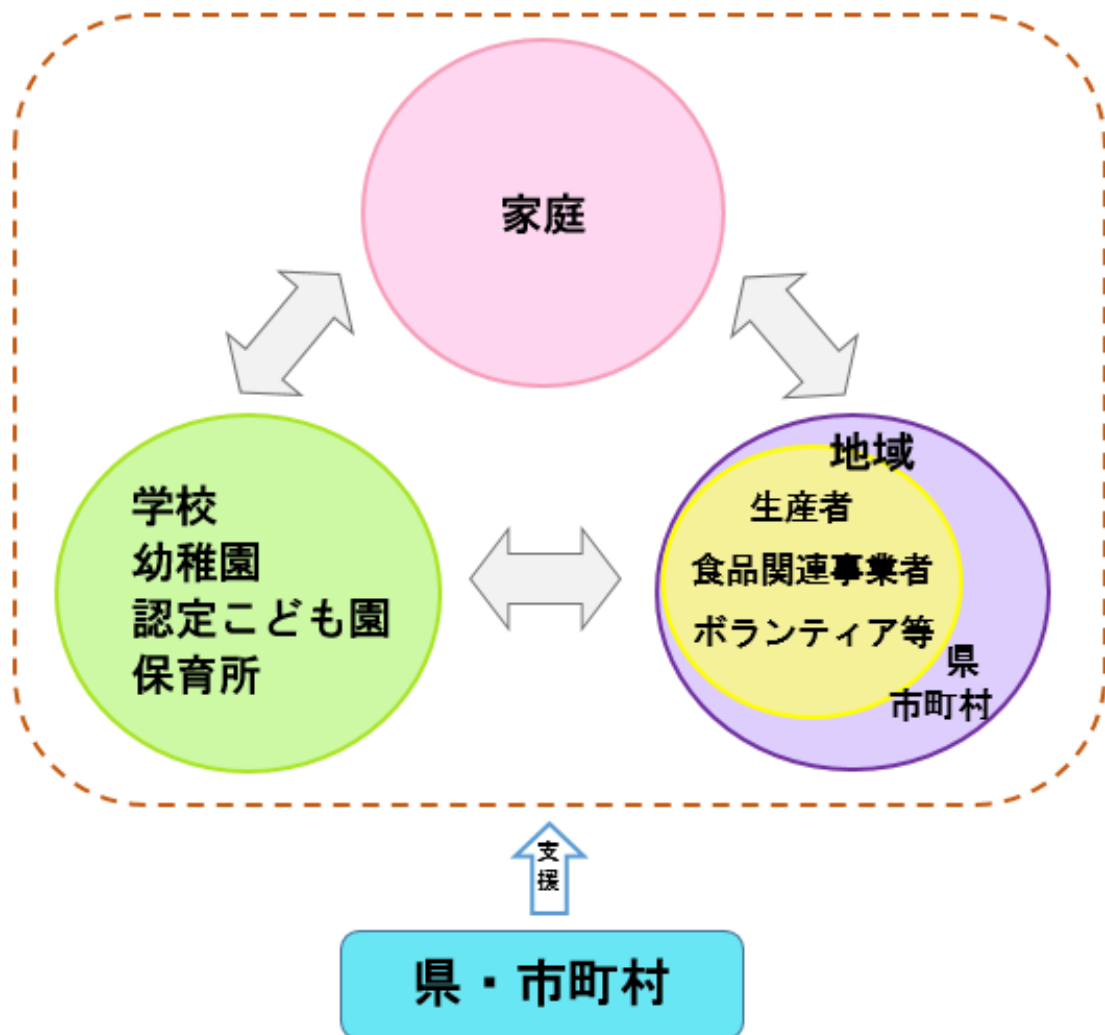 家庭
学校
幼稚園
認定こども園
保育所
地域
生産者
食品関連事業者
ボランティア等
県
市町村
支
援
県・市町村